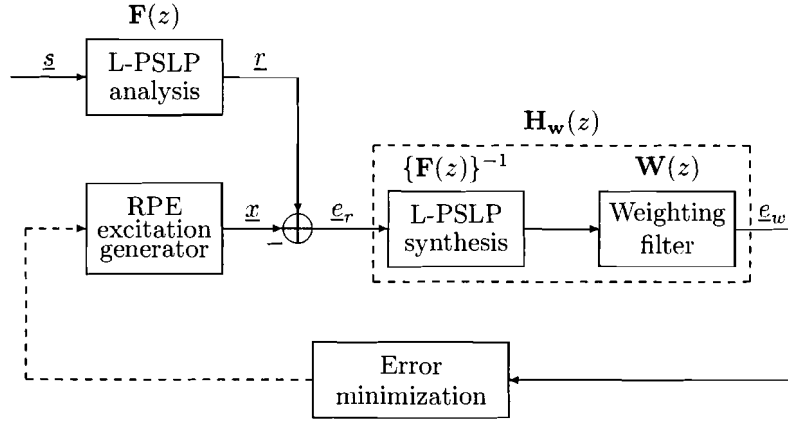 F(z)
s
L-PSLP
analysis
r
H_w(z)
{F(z)}^{-1}
W(z)
RPE
excitation
generator
x
−
e_r
L-PSLP
synthesis
Weighting
filter
e_w
Error
minimization